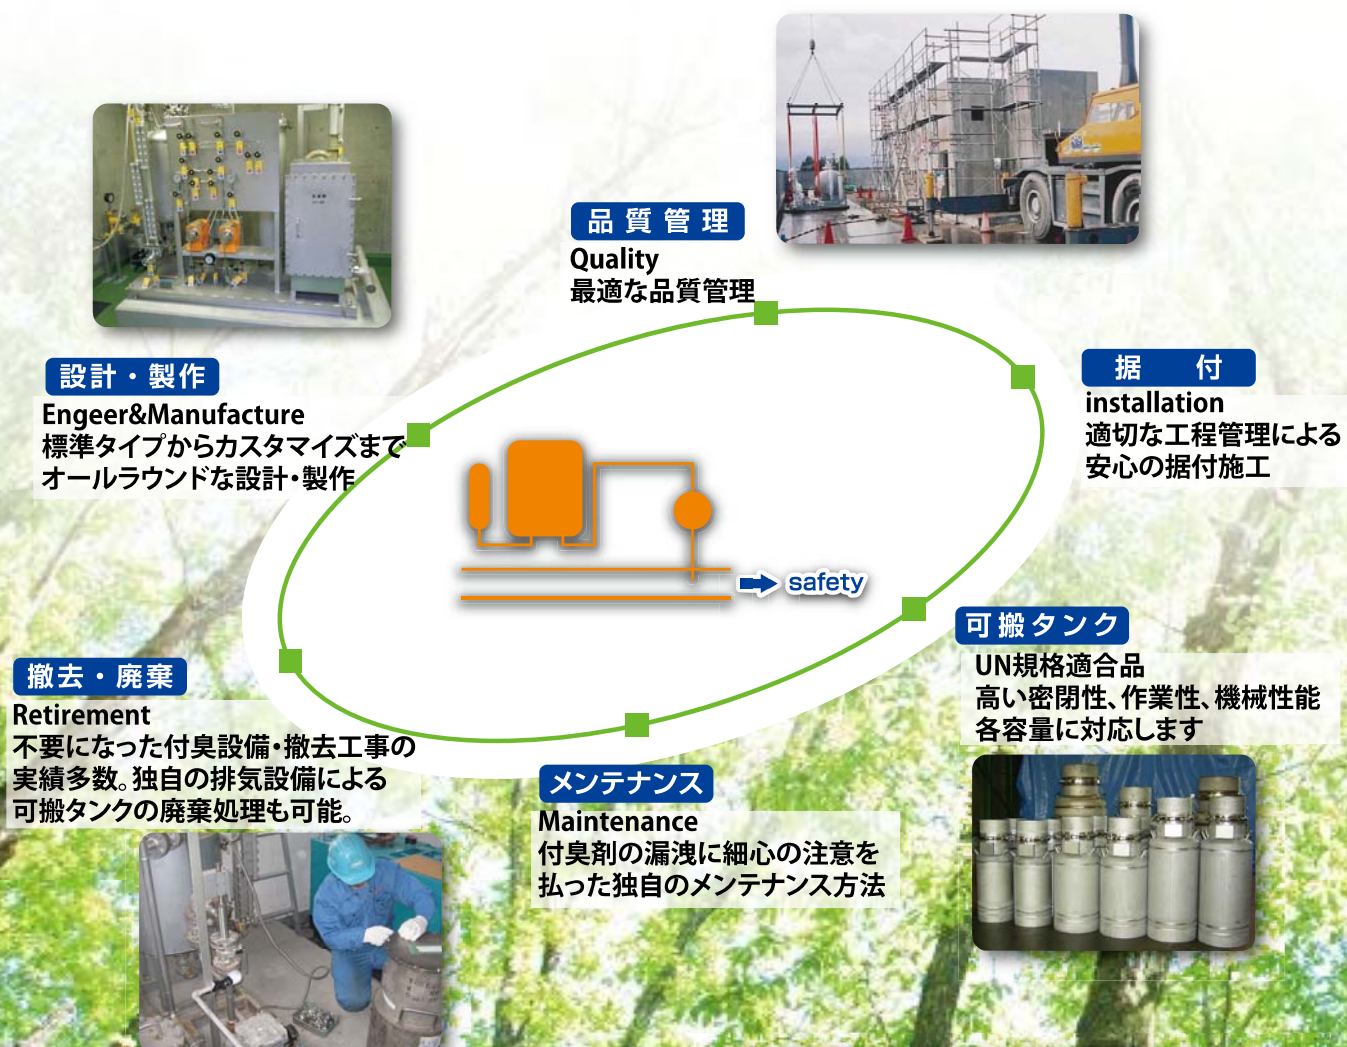 品質管理
Quality
最適な品質管理
設計・製作
Engeer&Manufacture
標準タイプからカスタマイズまで
オールラウンドな設計・製作
据　付
installation
適切な工程管理による
安心の据付施工
safety
可搬タンク
UN規格適合品
高い密閉性、作業性、機械性能
各容量に対応します
撤去・廃棄
Retirement
不要になった付臭設備・撤去工事の
実績多数。独自の排気設備による
可搬タンクの廃棄処理も可能。
メンテナンス
Maintenance
付臭剤の漏洩に細心の注意を
払った独自のメンテナンス方法